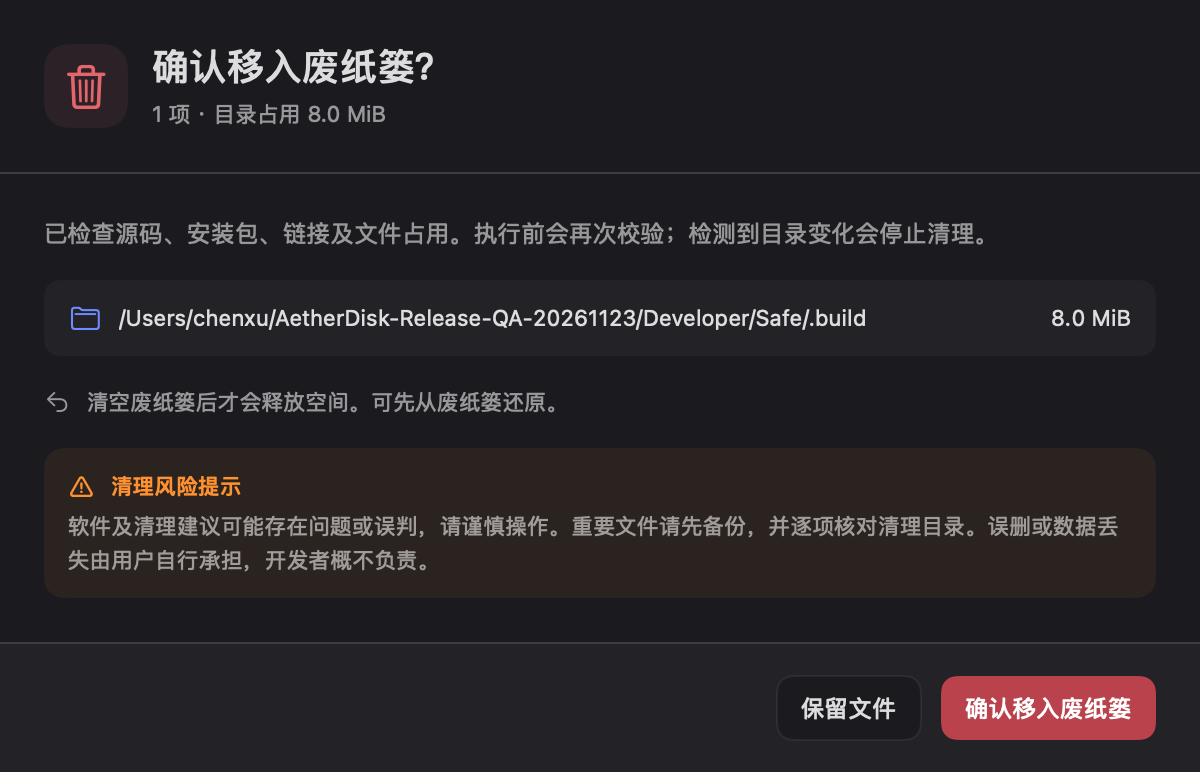 确认移入废纸篓?
1 项 · 目录占用 8.0 MiB
已检查源码、安装包、链接及文件占用。执行前会再次校验；检测到目录变化会停止清理。
/Users/chenxu/AetherDisk-Release-QA-20261123/Developer/Safe/.build 8.0 MiB
清空废纸篓后才会释放空间。可先从废纸篓还原。
清理风险提示
软件及清理建议可能存在问题或误判，请谨慎操作。重要文件请先备份，并逐项核对清理目录。误删或数据丢
失由用户自行承担，开发者概不负责。
保留文件 确认移入废纸篓